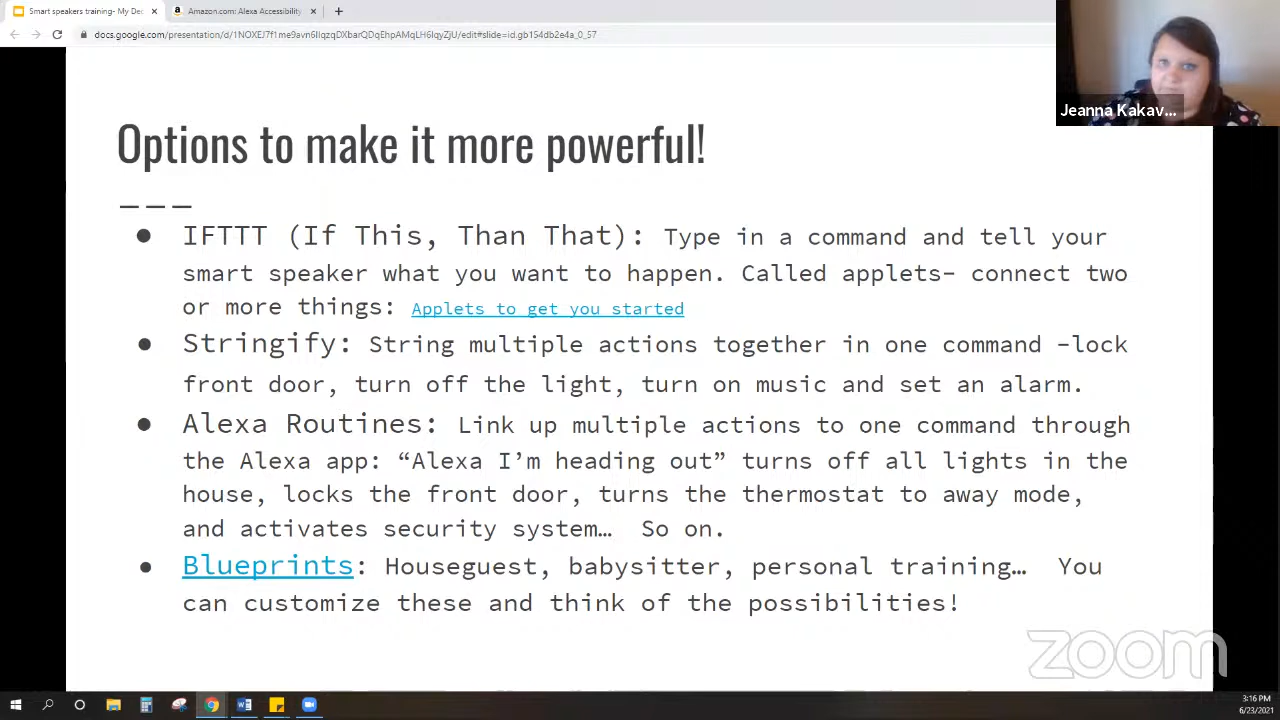 Smart speakers training- My Dec
Amazon.com: Alexa Accessibility
Jeanna Kakav...
Options to make it more powerful!
● IFTTT (If This, Than That): Type in a command and tell your
smart speaker what you want to happen. Called applets- connect two
or more things: Applets to get you started
● Stringify: String multiple actions together in one command –lock
front door, turn off the light, turn on music and set an alarm.
● Alexa Routines: Link up multiple actions to one command through
the Alexa app: “Alexa I’m heading out” turns off all lights in the
house, locks the front door, turns the thermostat to away mode,
and activates security system… So on.
● Blueprints: Houseguest, babysitter, personal training… You
can customize these and think of the possibilities!
zoom
3:16 PM
6/23/2021